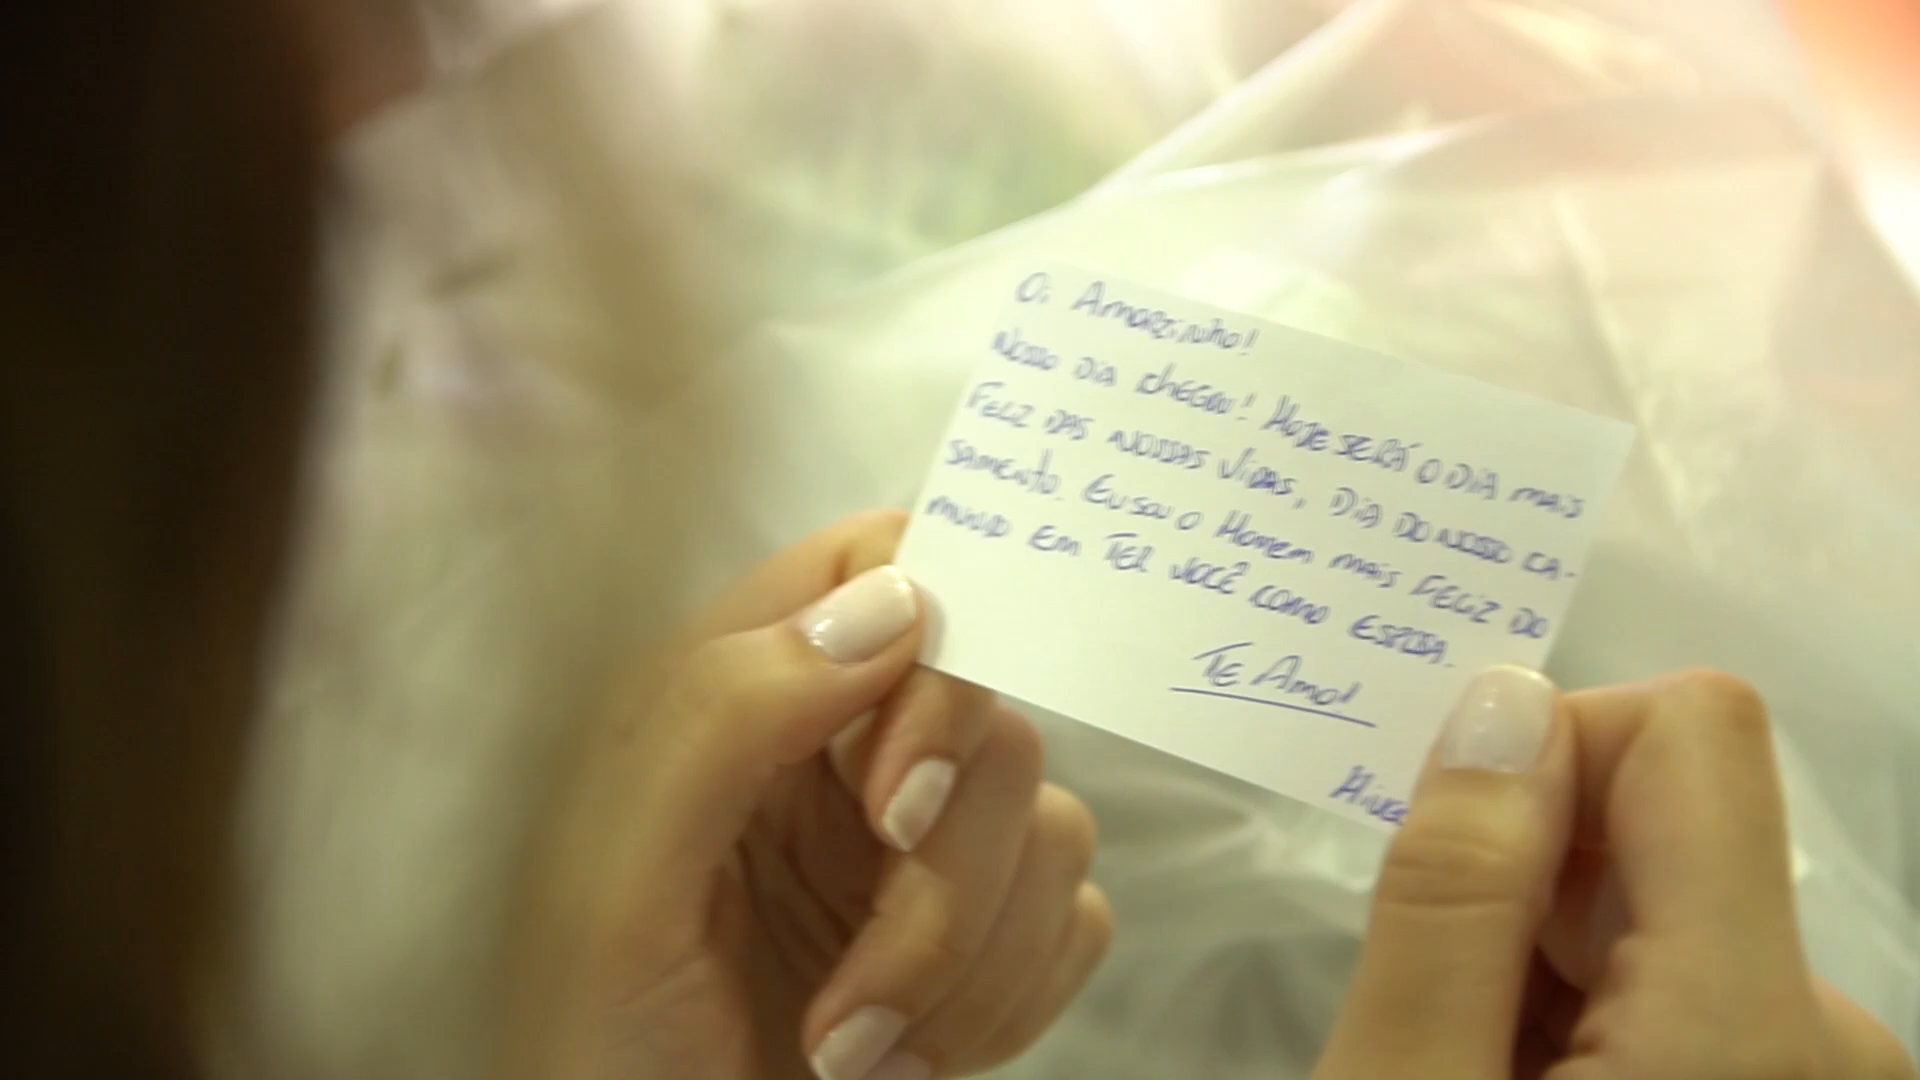 Oi Amorzinho!
Nosso dia chegou! Hoje será o dia mais
feliz das nossas vidas, dia do nosso ca-
samento. Eu sou o homem mais feliz do
mundo em ter você como esposa.
Te Amo!